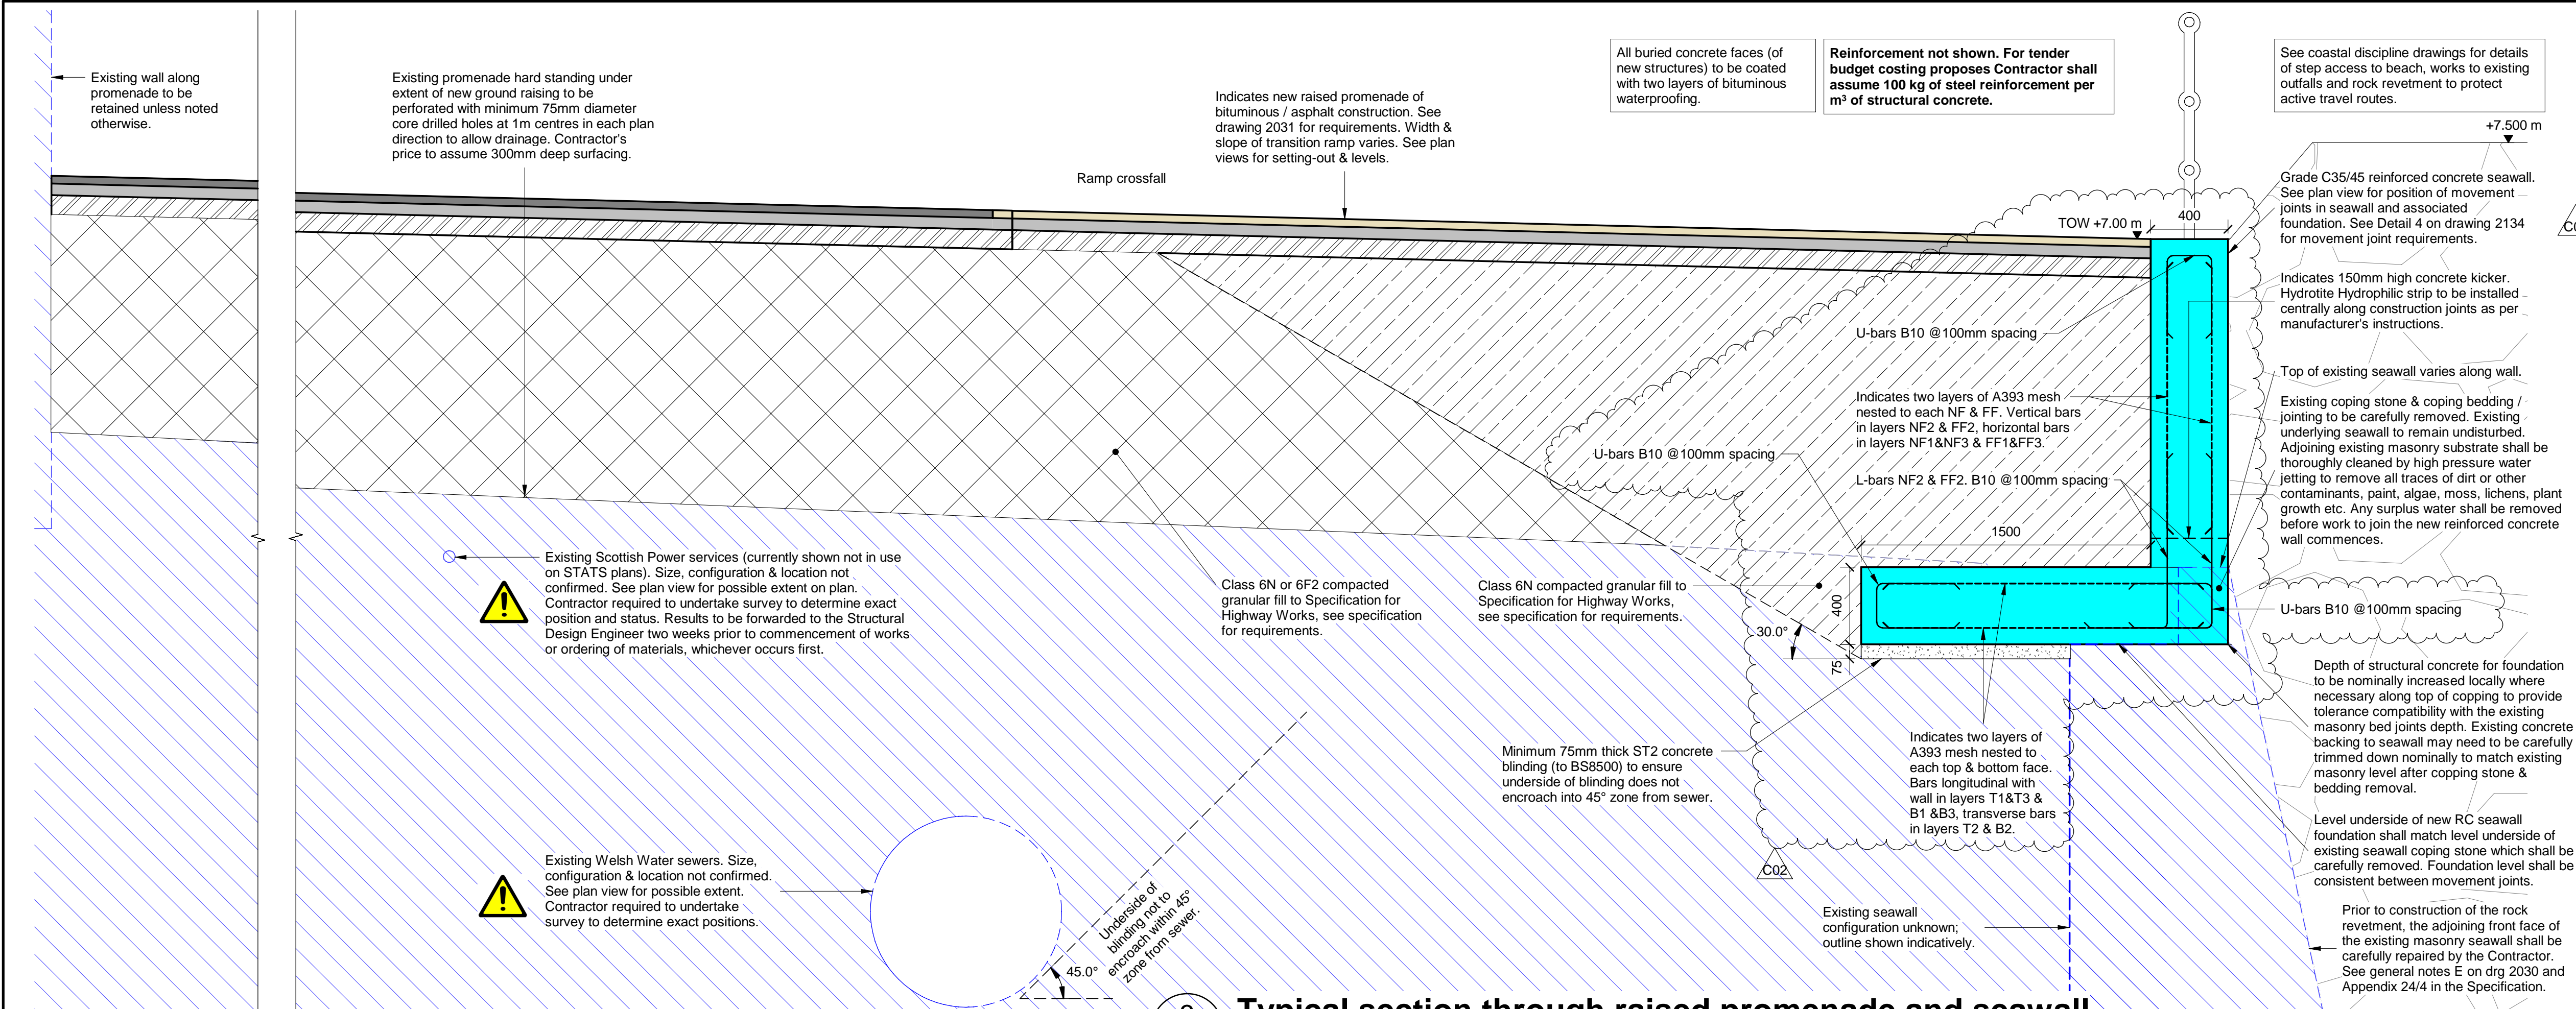 Existing wall along
promenade to be
retained unless noted
otherwise.
Existing promenade hard standing under
extent of new ground raising to be
perforated with minimum 75mm diameter
core drilled holes at 1m centres in each plan
direction to allow drainage. Contractor's
price to assume 300mm deep surfacing.
Ramp crossfall
Indicates new raised promenade of
bituminous / asphalt construction. See
drawing 2031 for requirements. Width &
slope of transition ramp varies. See plan
views for setting-out & levels.
All buried concrete faces (of
new structures) to be coated
with two layers of bituminous
waterproofing.
Reinforcement not shown. For tender
budget costing proposes Contractor shall
assume 100 kg of steel reinforcement per
m³ of structural concrete.
See coastal discipline drawings for details
of step access to beach, works to existing
outfalls and rock revetment to protect
active travel routes.
+7.500 m
TOW +7.00 m
400
Grade C35/45 reinforced concrete seawall.
See plan view for position of movement
joints in seawall and associated
foundation. See Detail 4 on drawing 2134
for movement joint requirements.
Indicates 150mm high concrete kicker.
Hydrotite Hydrophilic strip to be installed
centrally along construction joints as per
manufacturer's instructions.
Top of existing seawall varies along wall.
Existing coping stone & coping bedding /
jointing to be carefully removed. Existing
underlying seawall to remain undisturbed.
Adjoining existing masonry substrate shall be
thoroughly cleaned by high pressure water
jetting to remove all traces of dirt or other
contaminants, paint, algae, moss, lichens, plant
growth etc. Any surplus water shall be removed
before work to join the new reinforced concrete
wall commences.
U-bars B10 @100mm spacing
Depth of structural concrete for foundation
to be nominally increased locally where
necessary along top of copping to provide
tolerance compatibility with the existing
masonry bed joints depth. Existing concrete
backing to seawall may need to be carefully
trimmed down nominally to match existing
masonry level after copping stone &
bedding removal.
Level underside of new RC seawall
foundation shall match level underside of
existing seawall coping stone which shall be
carefully removed. Foundation level shall be
consistent between movement joints.
Prior to construction of the rock
revetment, the adjoining front face of
the existing masonry seawall shall be
carefully repaired by the Contractor.
See general notes E on drg 2030 and
Appendix 24/4 in the Specification.
U-bars B10 @100mm spacing
Indicates two layers of A393 mesh
nested to each NF & FF. Vertical bars
in layers NF2 & FF2, horizontal bars
in layers NF1&NF3 & FF1&FF3.
U-bars B10 @100mm spacing
L-bars NF2 & FF2. B10 @100mm spacing
1500
400
75
30.0°
Class 6N or 6F2 compacted
granular fill to Specification for
Highway Works, see specification
for requirements.
Class 6N compacted granular fill to
Specification for Highway Works,
see specification for requirements.
Existing Scottish Power services (currently shown not in use
on STATS plans). Size, configuration & location not
confirmed. See plan view for possible extent on plan.
Contractor required to undertake survey to determine exact
position and status. Results to be forwarded to the Structural
Design Engineer two weeks prior to commencement of works
or ordering of materials, whichever occurs first.
Minimum 75mm thick ST2 concrete
blinding (to BS8500) to ensure
underside of blinding does not
encroach into 45° zone from sewer.
Indicates two layers of
A393 mesh nested to
each top & bottom face.
Bars longitudinal with
wall in layers T1&T3 &
B1 &B3, transverse bars
in layers T2 & B2.
C02
Existing Welsh Water sewers. Size,
configuration & location not confirmed.
See plan view for possible extent.
Contractor required to undertake
survey to determine exact positions.
Underside of
blinding not to
encroach within 45°
zone from sewer.
45.0°
Existing seawall
configuration unknown;
outline shown indicatively.
Typical section through raised promenade and seawall